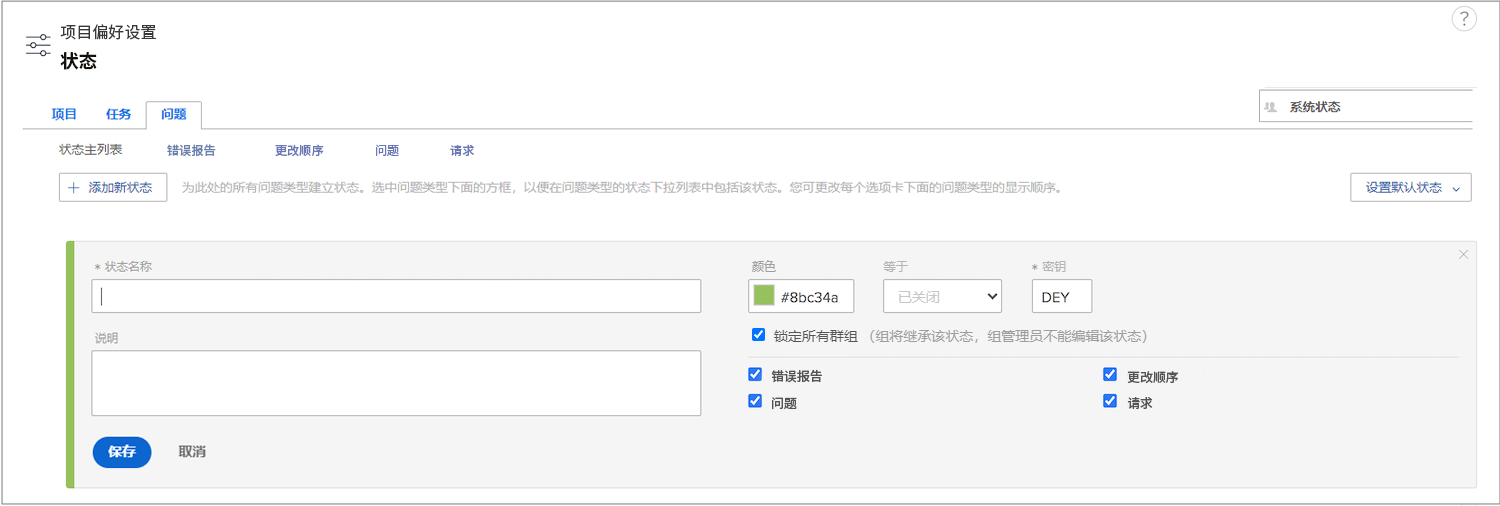 项目偏好设置
?
状态
项目 任务 问题
系统状态
状态主列表 错误报告 更改顺序 问题 请求
+ 添加新状态 为此处的所有问题类型建立状态。选中问题类型下面的方框，以便在问题类型的状态下拉列表中包括该状态。您可更改每个选项卡下面的问题类型的显示顺序。 设置默认状态
* 状态名称 颜色 等于 * 密钥
#8bc34a 已关闭 DEY
说明 锁定所有群组 （组将继承该状态，组管理员不能编辑该状态）
错误报告 更改顺序
问题 请求
保存 取消